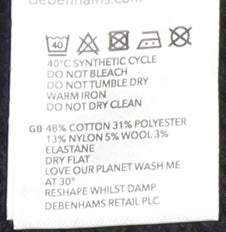 debenhams.com
40
40°C SYNTHETIC CYCLE
DO NOT BLEACH
DO NOT TUMBLE DRY
WARM IRON
DO NOT DRY CLEAN
GB 48% COTTON 31% POLYESTER
13% NYLON 5% WOOL 3%
ELASTANE
DRY FLAT
LOVE OUR PLANET WASH ME
AT 30°
RESHAPE WHILST DAMP
DEBENHAMS RETAIL PLC